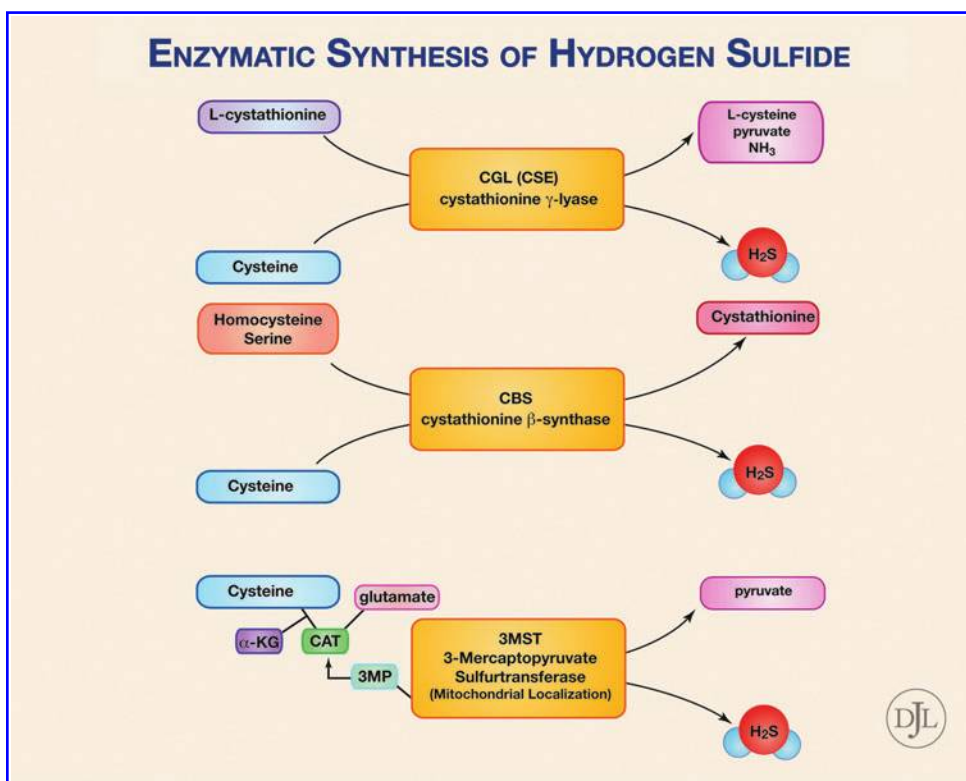 ENZYMATIC SYNTHESIS OF HYDROGEN SULFIDE
L-cystathionine
L-cysteine
pyruvate
NH₃
CGL (CSE)
cystathionine γ-lyase
Cysteine
H₂S
Homocysteine
Serine
Cystathionine
CBS
cystathionine β-synthase
Cysteine
H₂S
Cysteine
glutamate
α-KG
CAT
3MP
3MST
3-Mercaptopyruvate
Sulfurtransferase
(Mitochondrial Localization)
pyruvate
H₂S
DJL